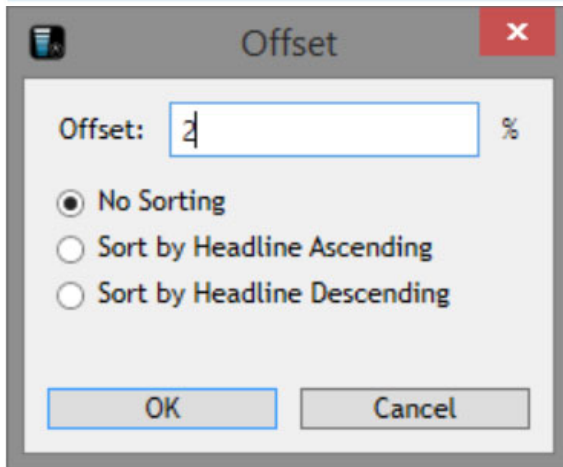 Offset
Offset: 2 %
No Sorting
Sort by Headline Ascending
Sort by Headline Descending
OK Cancel